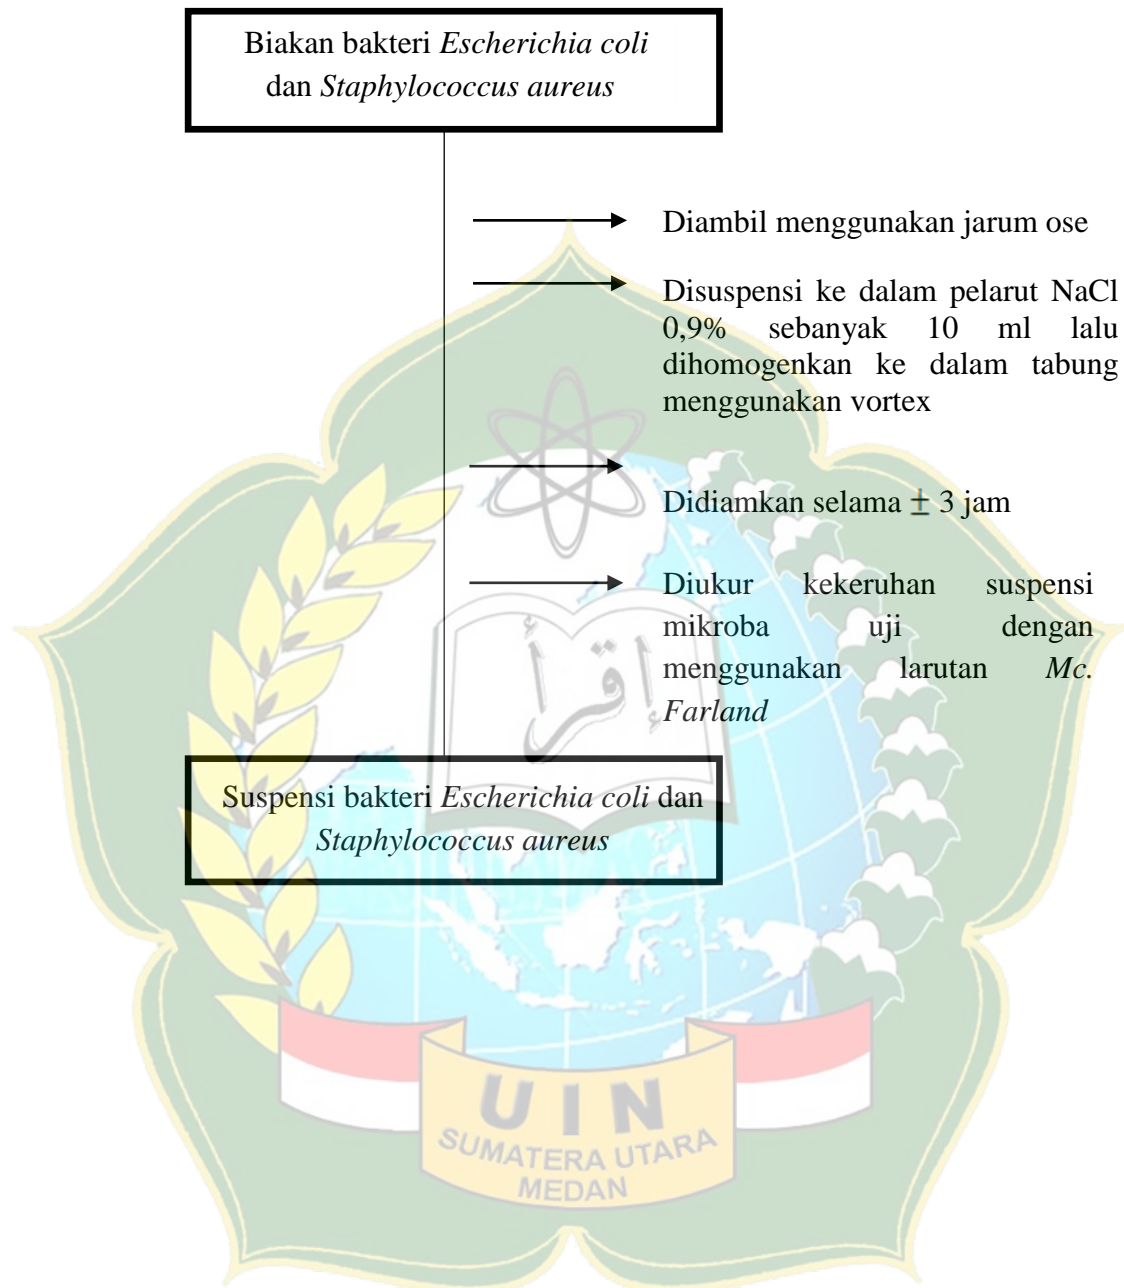 Biakan bakteri Escherichia coli
dan Staphylococcus aureus
Diambil menggunakan jarum ose
Disuspensi ke dalam pelarut NaCl
0,9% sebanyak 10 ml lalu
dihomogenkan ke dalam tabung
menggunakan vortex
Didiamkan selama ± 3 jam
Diukur kekeruhan suspensi
mikroba uji dengan
menggunakan larutan Mc.
Farland
إقرأ
Suspensi bakteri Escherichia coli dan
Staphylococcus aureus
UIN
SUMATERA UTARA
MEDAN